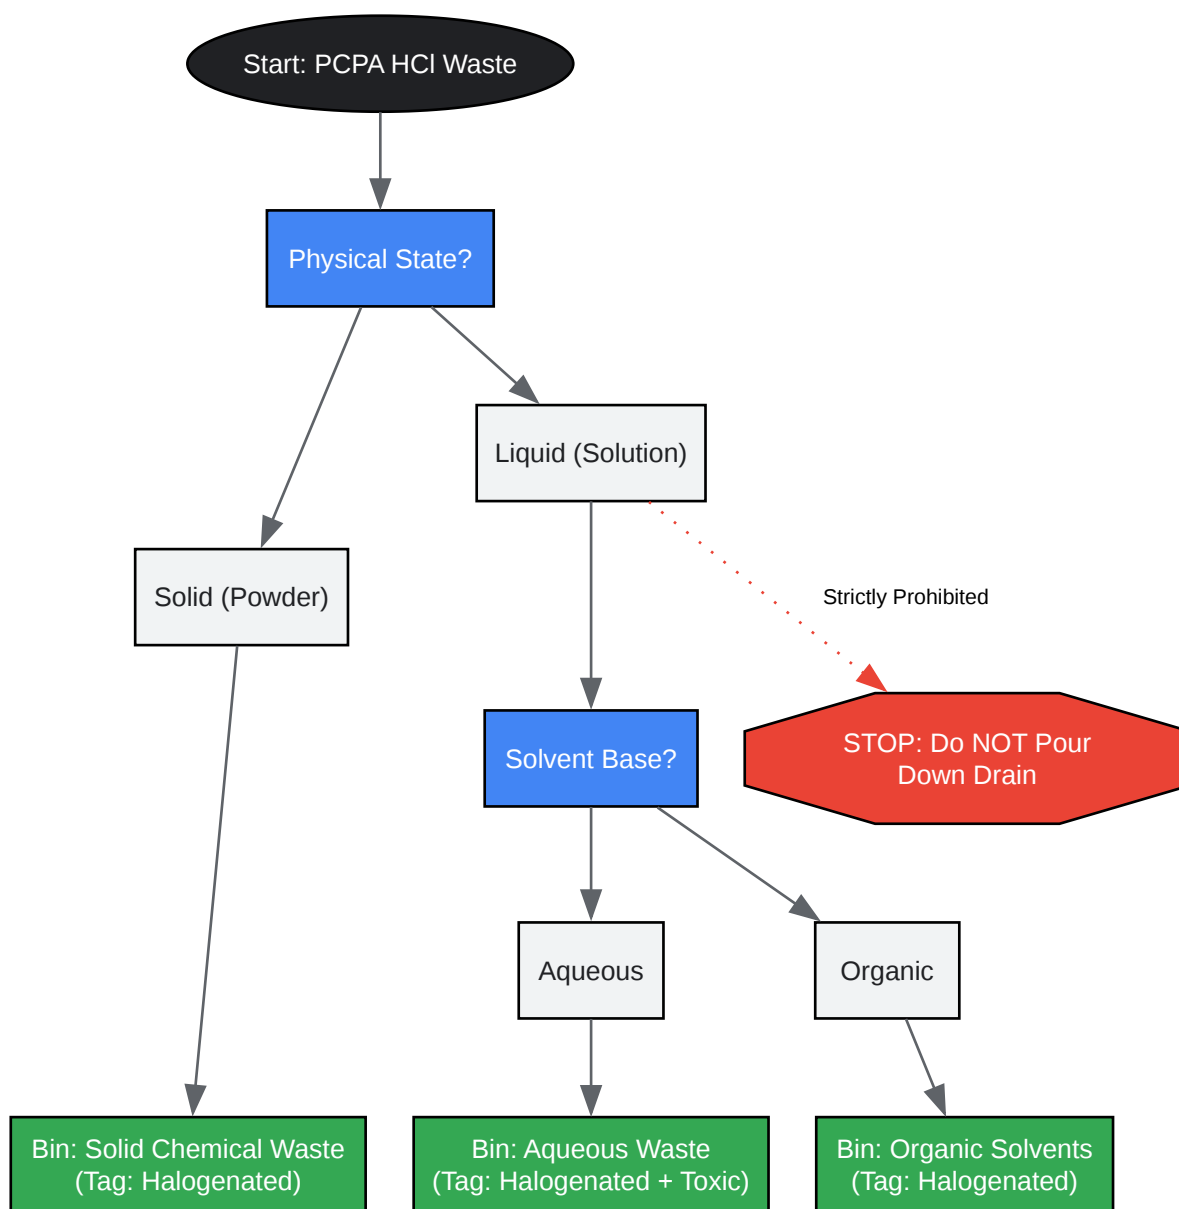 Start: PCPA HCl Waste
Physical State?
Liquid (Solution)
Solid (Powder)
Strictly Prohibited
Solvent Base?
STOP: Do NOT Pour
Down Drain
Aqueous
Organic
Bin: Solid Chemical Waste
(Tag: Halogenated)
Bin: Aqueous Waste
(Tag: Halogenated + Toxic)
Bin: Organic Solvents
(Tag: Halogenated)